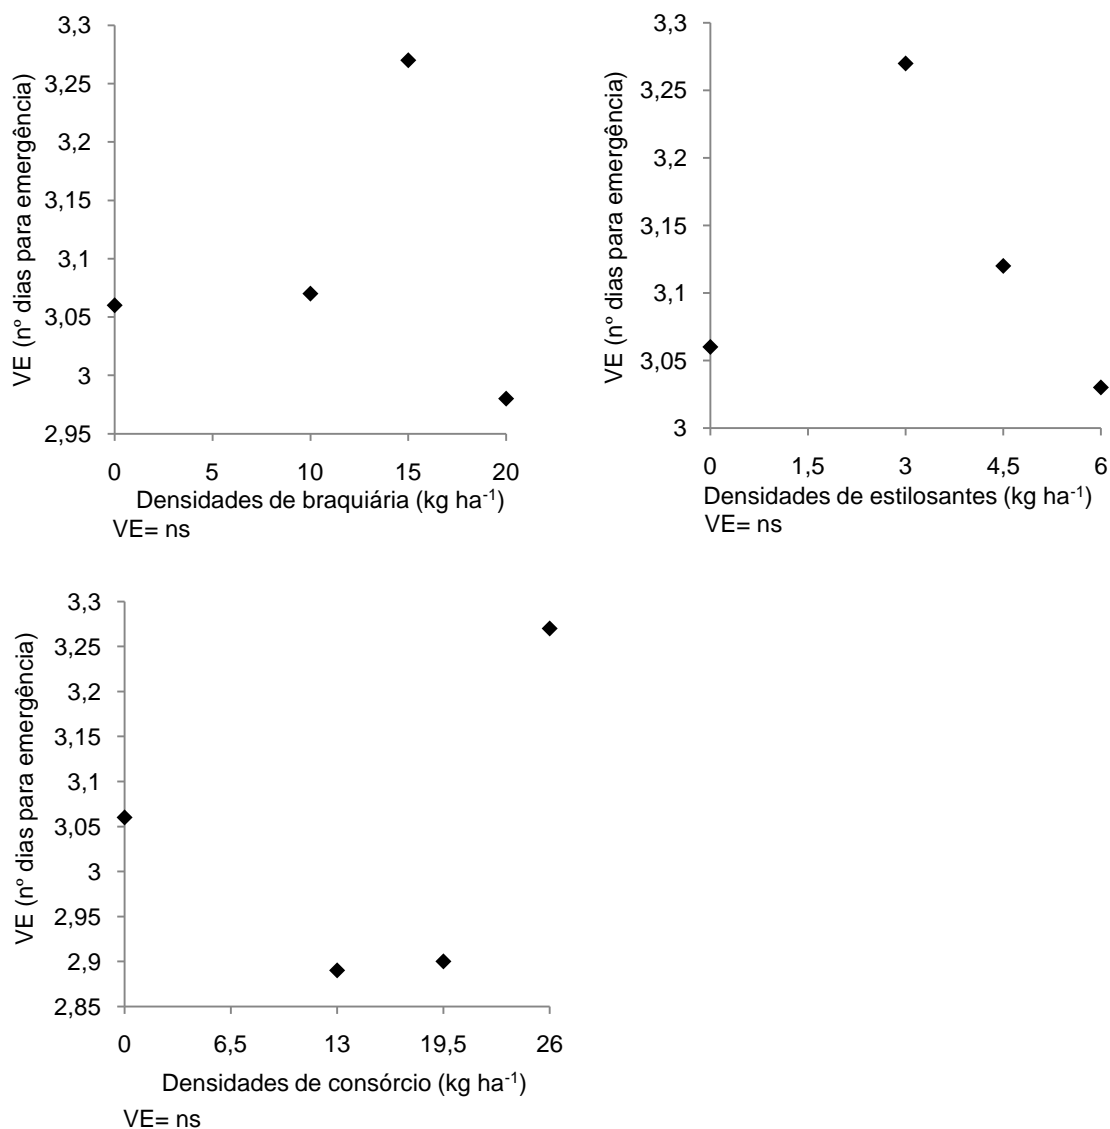 VE (nº dias para emergência)
3,3
3,25
3,2
3,15
3,1
3,05
3
2,95
0 5 10 15 20
Densidades de braquiária (kg ha⁻¹)
VE= ns
VE (nº dias para emergência)
3,3
3,25
3,2
3,15
3,1
3,05
3
0 1,5 3 4,5 6
Densidades de estilosantes (kg ha⁻¹)
VE= ns
VE (nº dias para emergência)
3,3
3,25
3,2
3,15
3,1
3,05
3
2,95
2,9
2,85
0 6,5 13 19,5 26
Densidades de consórcio (kg ha⁻¹)
VE= ns